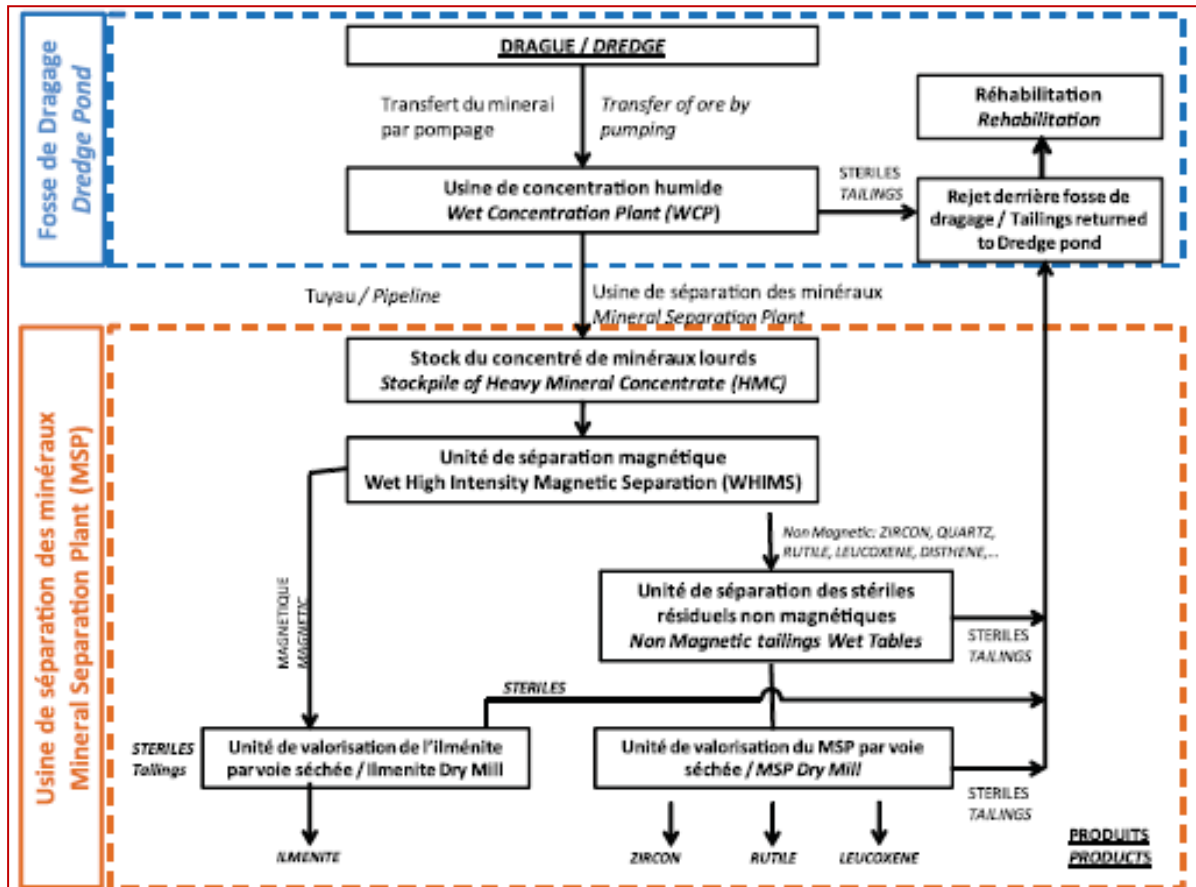 Fosse de Dragage
Dredge Pond
DRAGUE / DREDGE
Transfert du minerai
par pompage
Transfer of ore by
pumping
Réhabilitation
Rehabilitation
Usine de concentration humide
Wet Concentration Plant (WCP)
STERILES
TAILINGS
Rejet derrière fosse de
dragage / Tailings returned
to Dredge pond
Tuyau / Pipeline
Usine de séparation des minéraux
Mineral Separation Plant
Usine de séparation des minéraux
Mineral Separation Plant (MSP)
Stock du concentré de minéraux lourds
Stockpile of Heavy Mineral Concentrate (HMC)
Unité de séparation magnétique
Wet High Intensity Magnetic Separation (WHIMS)
MAGNETIQUE
MAGNETIC
Non Magnetic: ZIRCON, QUARTZ,
RUTILE, LEUCOXENE, DISTHENE,...
Unité de séparation des stériles
résiduels non magnétiques
Non Magnetic tailings Wet Tables
STERILES
TAILINGS
STERILES
STERILES
Tailings
Unité de valorisation de l'ilménite
par voie séchée / Ilmenite Dry Mill
Unité de valorisation du MSP par voie
séchée / MSP Dry Mill
STERILES
TAILINGS
ILMENITE
ZIRCON
RUTILE
LEUCOXENE
PRODUITS
PRODUCTS